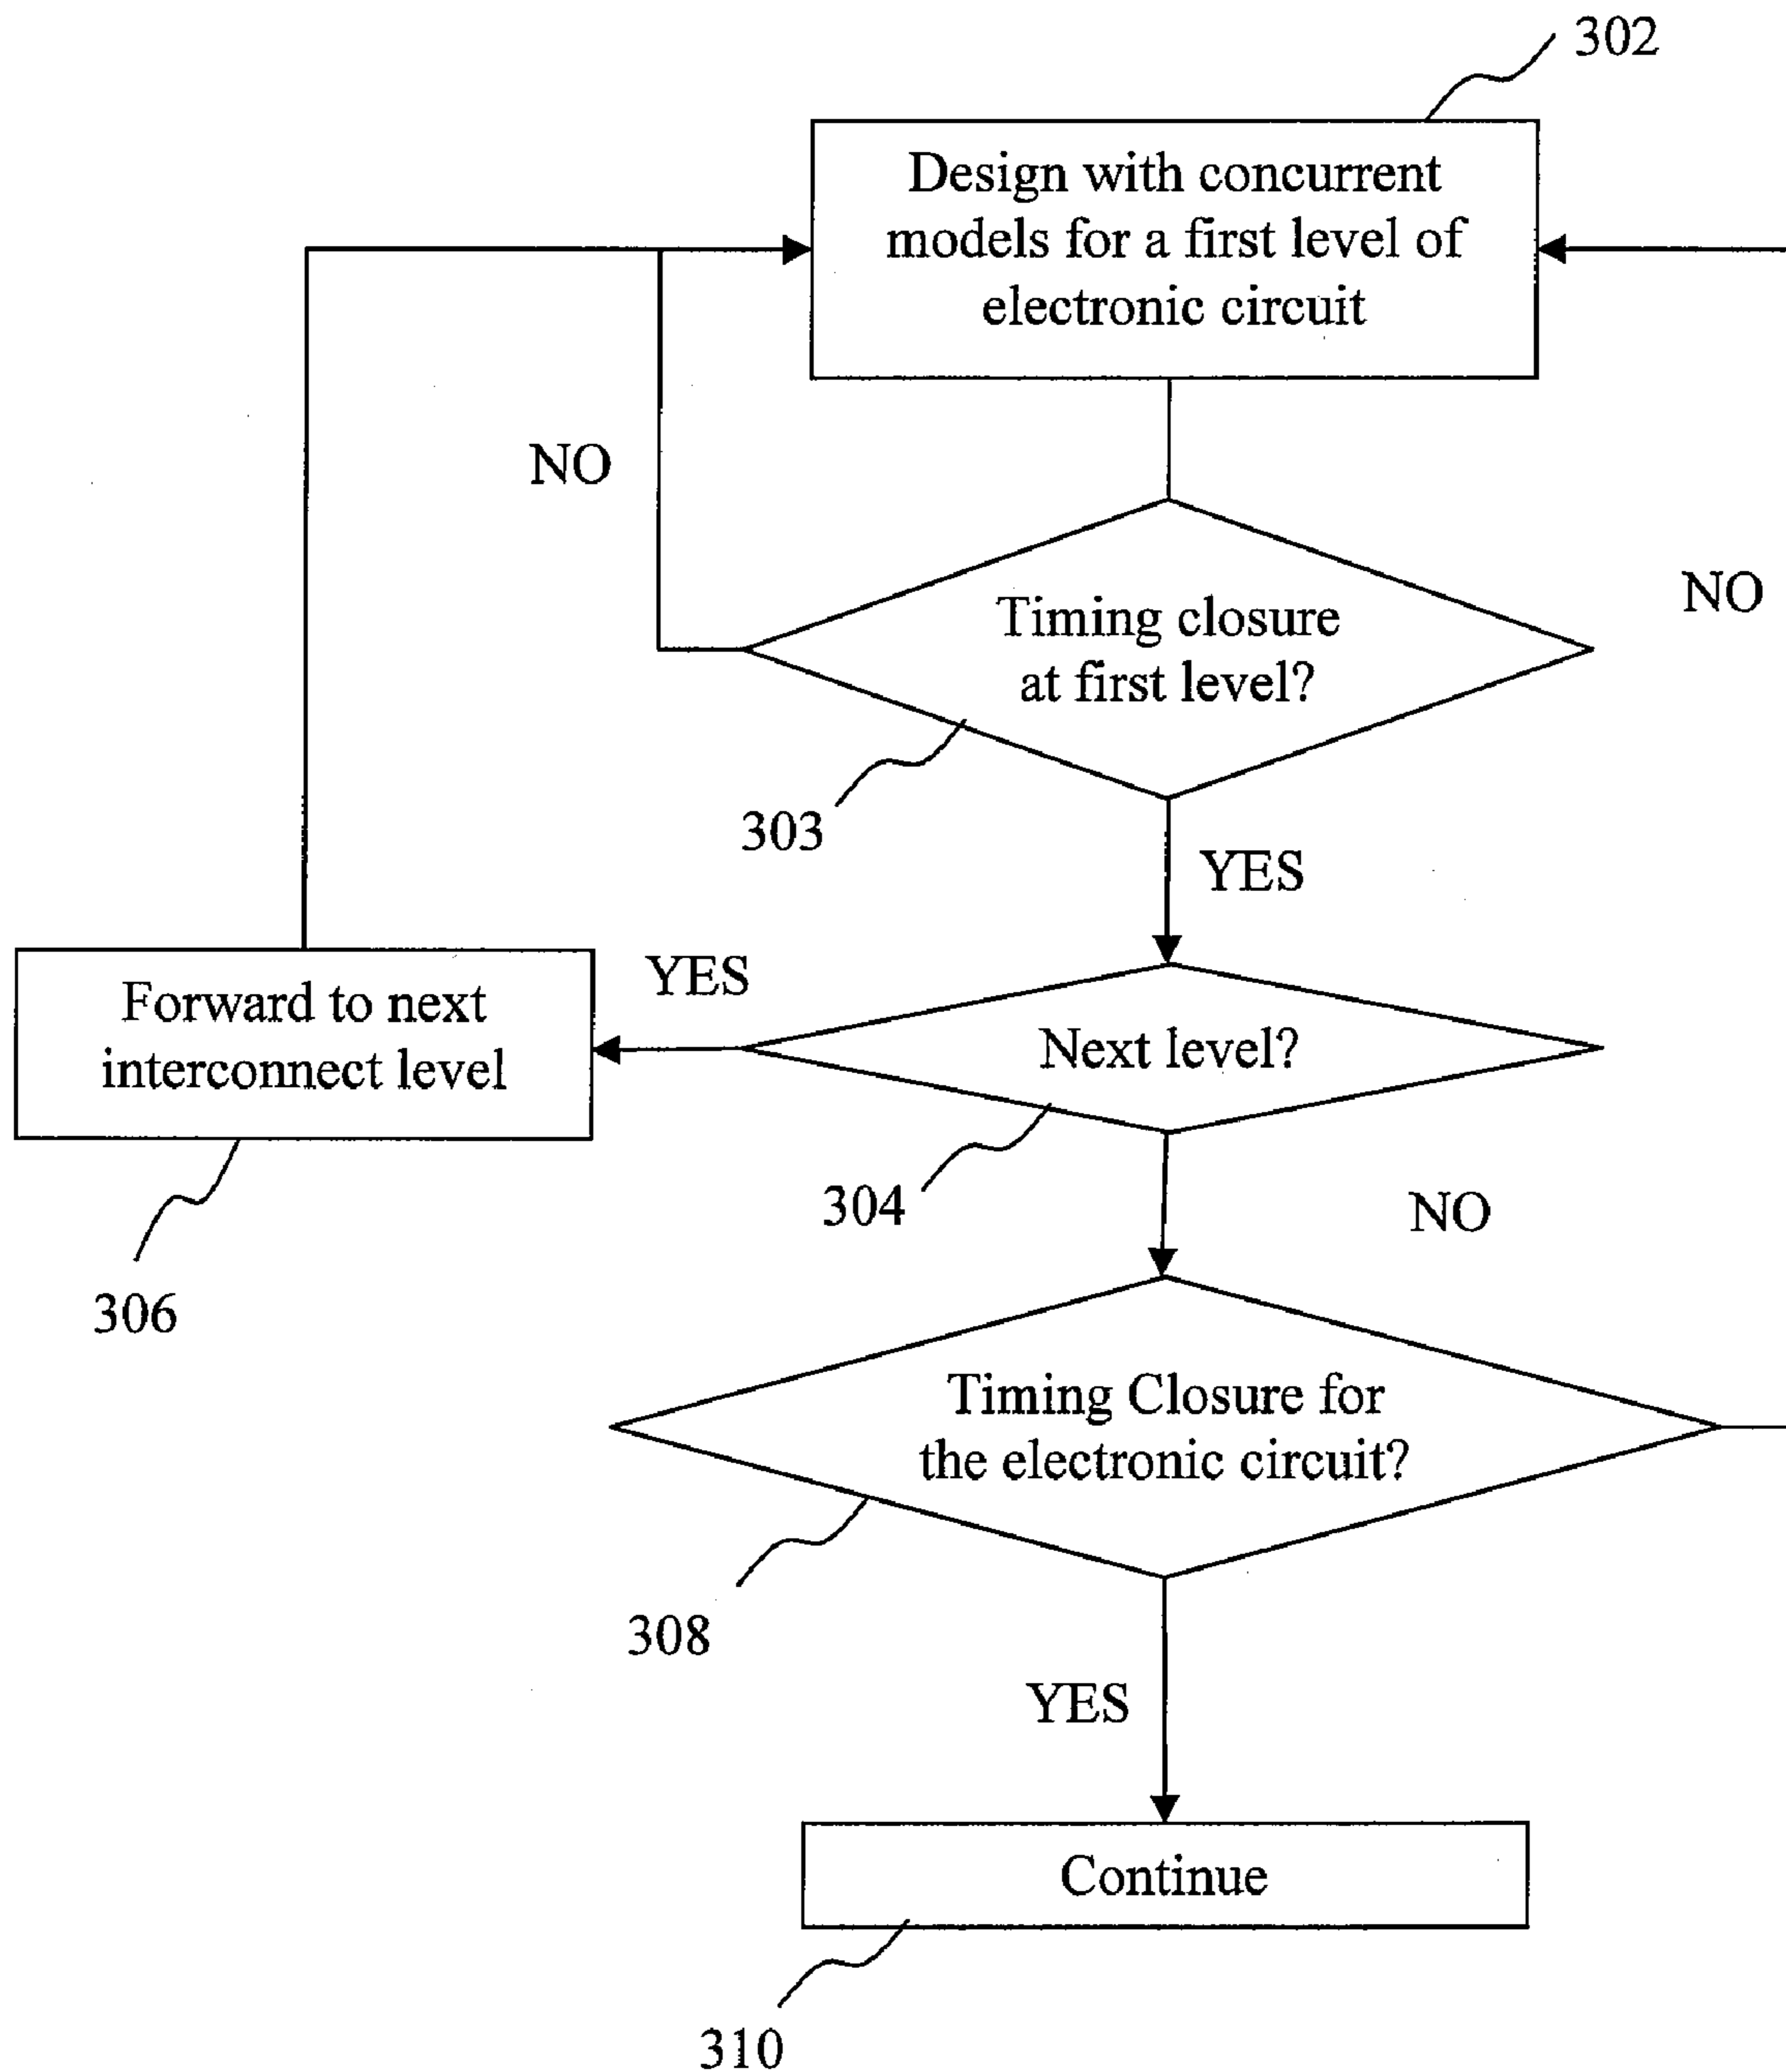 302
Design with concurrent
models for a first level of
electronic circuit
NO
NO
Timing closure
at first level?
303
YES
YES
Forward to next
interconnect level
Next level?
304
NO
306
Timing Closure for
the electronic circuit?
308
YES
Continue
310